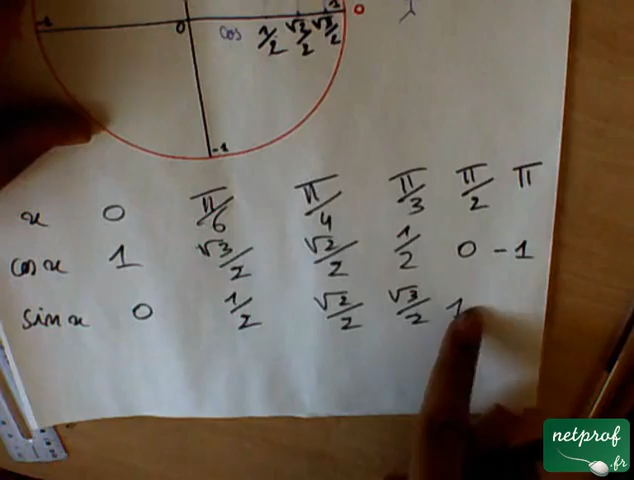 -1 0 cos 1/2 √2/2 √3/2 1 0
-1
x 0 π/6 π/4 π/3 π/2 π
cos x 1 √3/2 √2/2 1/2 0 -1
sin x 0 1/2 √2/2 √3/2 1
netprof
.fr